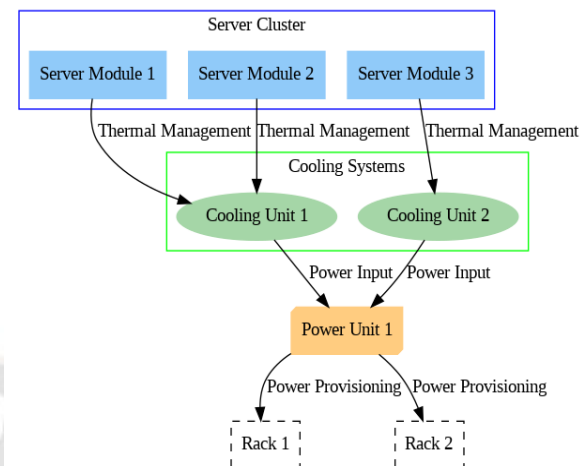 Server Cluster
Server Module 1
Server Module 2
Server Module 3
Thermal Management
Thermal Management
Thermal Management
Cooling Systems
Cooling Unit 1
Cooling Unit 2
Power Input
Power Input
Power Unit 1
Power Provisioning
Power Provisioning
Rack 1
Rack 2